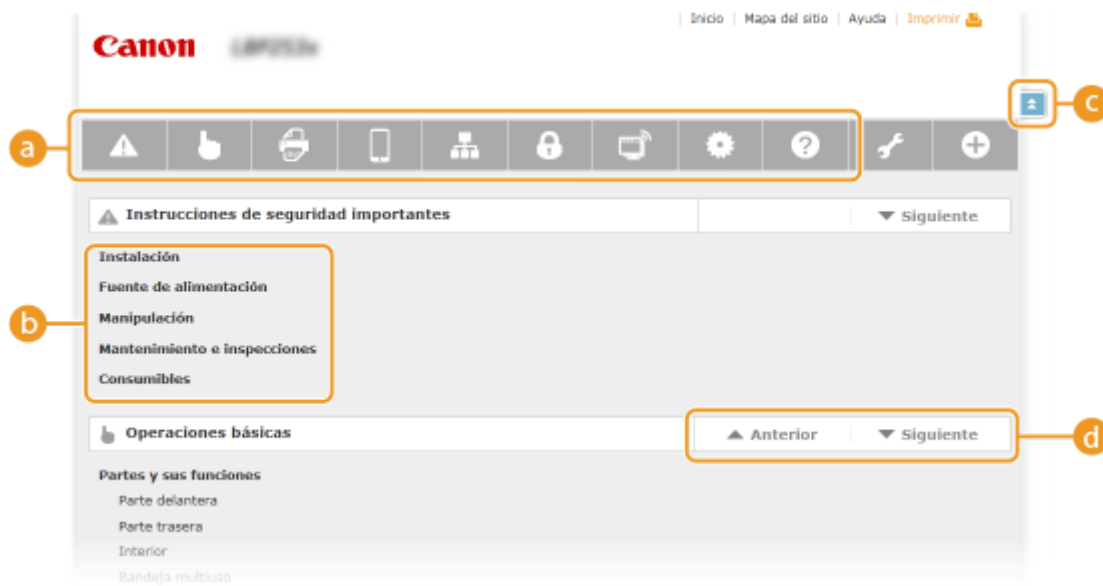 Inicio | Mapa del sitio | Ayuda | Imprimir
Canon
c
a
Instrucciones de seguridad importantes
Siguiente
b
Instalación
Fuente de alimentación
Manipulación
Mantenimiento e inspecciones
Consumibles
Operaciones básicas
Anterior
Siguiente
d
Partes y sus funciones
Parte delantera
Parte trasera
Interior
Bandeja multiuso